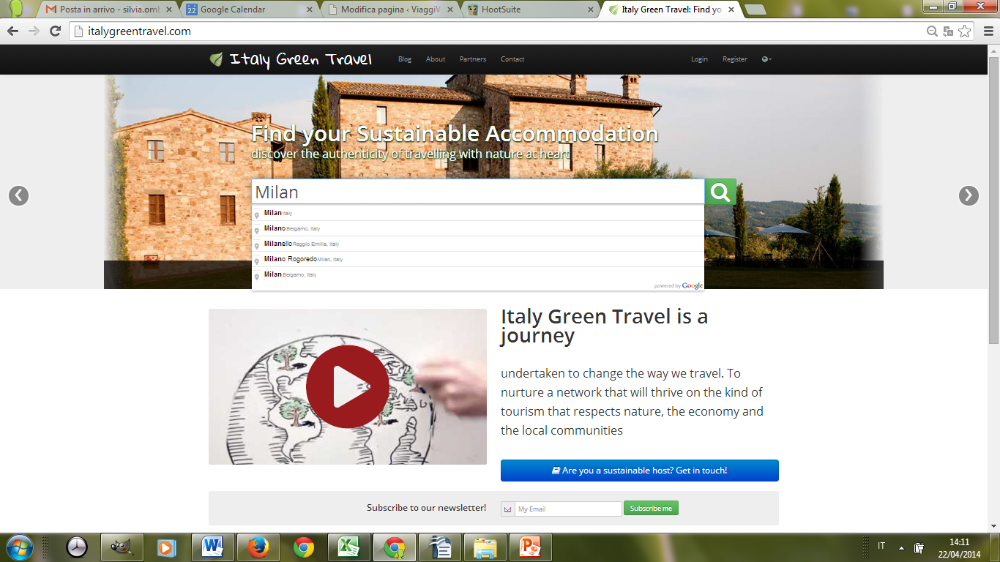 Posta in arrivo - silvia.omb
Google Calendar
Modifica pagina ‹ ViaggiV
HootSuite
Italy Green Travel: Find yo
22
italygreentravel.com
Italy Green Travel
Blog
About
Partners
Contact
Login
Register
Find your Sustainable Accommodation
discover the authenticity of travelling with nature at heart
Milan
Milan Italy
Milano Bergamo, Italy
Milanello Reggio Emilia, Italy
Milano Rogoredo Milan, Italy
Milan Bergamo, Italy
powered by Google
Italy Green Travel is a
journey
undertaken to change the way we travel. To
nurture a network that will thrive on the kind of
tourism that respects nature, the economy and
the local communities
Are you a sustainable host? Get in touch!
Subscribe to our newsletter!
My Email
Subscribe me
IT
14:11
22/04/2014